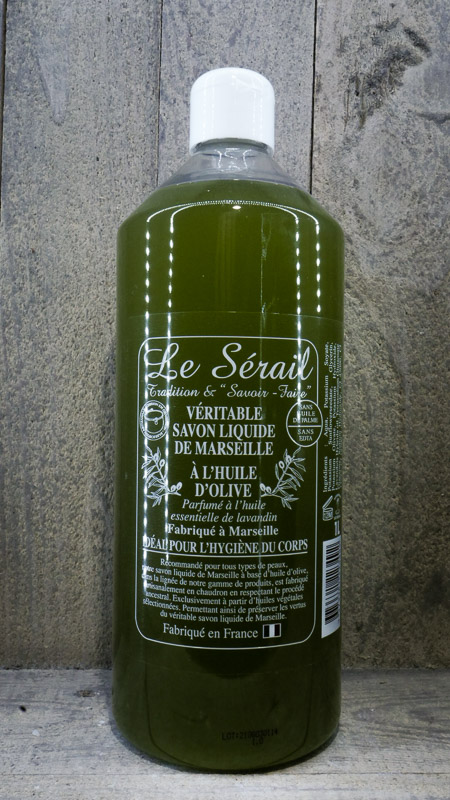 Le Sérail
Tradition & "Savoir-Faire"
VÉRITABLE
SAVON LIQUIDE
DE MARSEILLE
SANS
HUILE
DE PALME
SANS
EDTA
À L'HUILE
D'OLIVE
Parfumé à l'huile
essentielle de lavandin
Fabriqué à Marseille
IDÉAL POUR L'HYGIÈNE DU CORPS
Recommandé pour tous types de peaux,
notre savon liquide de Marseille à base d'huile d'olive,
dans la lignée de notre gamme de produits, est fabriqué
artisanalement en chaudron en respectant le procédé
ancestral. Exclusivement à partir d'huiles végétales
sélectionnées. Permettant ainsi de préserver les vertus
du véritable savon liquide de Marseille.
Fabriqué en France
Ingrédients : Aqua, Potassium Soyate,
1L